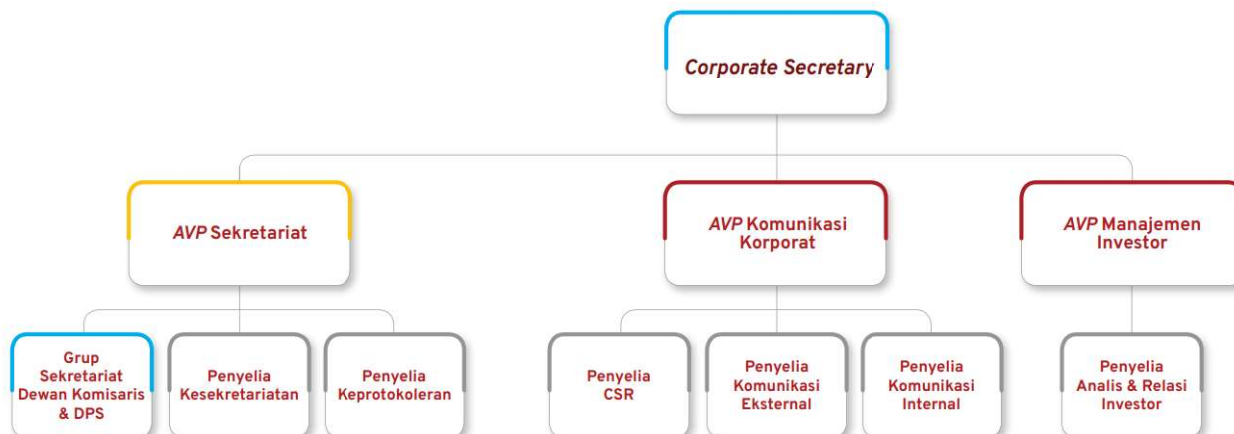 Corporate Secretary
AVP Sekretariat
AVP Komunikasi
Korporat
AVP Manajemen
Investor
Grup
Sekretariat
Dewan Komisaris
& DPS
Penyelia
Kesekretariatan
Penyelia
Keprotokoleran
Penyelia
CSR
Penyelia
Komunikasi
Eksternal
Penyelia
Komunikasi
Internal
Penyelia
Analis & Relasi
Investor